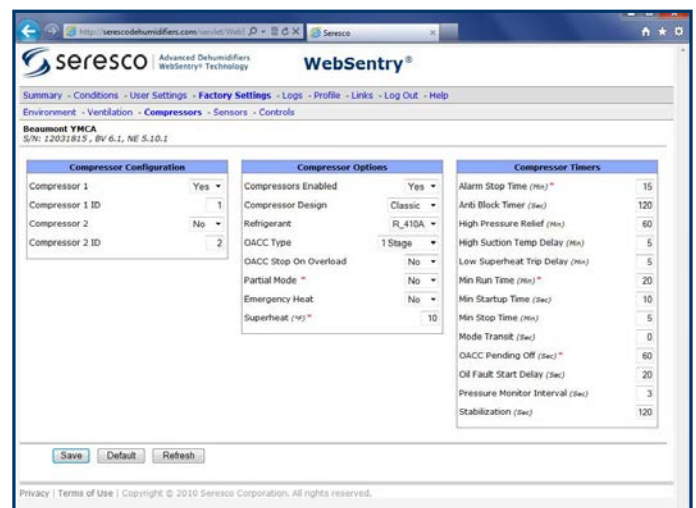 http://serescodehumidifiers.com/servlet/Web!
Seresco
seresco Advanced Dehumidifiers
WebSentry® Technology
WebSentry®
Summary - Conditions - User Settings - Factory Settings - Logs - Profile - Links - Log Out - Help
Environment - Ventilation - Compressors - Sensors - Controls
Beaumont YMCA
S/N: 12031815 , BV 6.1, NE 5.10.1
Compressor Configuration
Compressor 1 Yes
Compressor 1 ID 1
Compressor 2 No
Compressor 2 ID 2
Compressor Options
Compressors Enabled Yes
Compressor Design Classic
Refrigerant R_410A
OACC Type 1 Stage
OACC Stop On Overload No
Partial Mode * No
Emergency Heat No
Superheat (°F) * 10
Compressor Timers
Alarm Stop Time (Min) * 15
Anti Block Timer (Sec) 120
High Pressure Relief (Min) 60
High Suction Temp Delay (Min) 5
Low Superheat Trip Delay (Min) 5
Min Run Time (Min) * 20
Min Startup Time (Sec) 10
Min Stop Time (Min) 5
Mode Transit (Sec) 0
OACC Pending Off (Sec) * 60
Oil Fault Start Delay (Sec) 20
Pressure Monitor Interval (Sec) 3
Stabilization (Sec) 120
Save Default Refresh
Privacy | Terms of Use | Copyright © 2010 Seresco Corporation. All rights reserved.